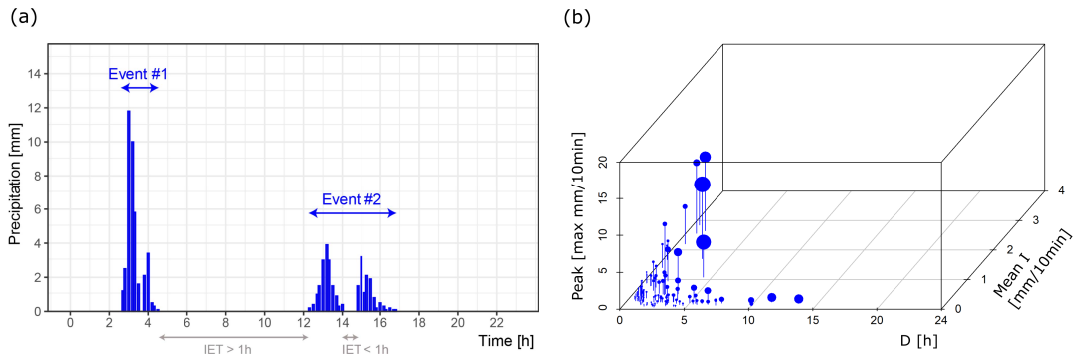 (a)
Precipitation [mm]
14
12
10
8
6
4
2
0
Event #1
Event #2
0 2 4 6 8 10 12 14 16 18 20 22
Time [h]
IET > 1h
IET < 1h
(b)
Peak [max mm/10min]
20
15
10
5
0
0 5 10 15 20 24
D [h]
0
1
2
3
4
Mean I
[mm/10min]